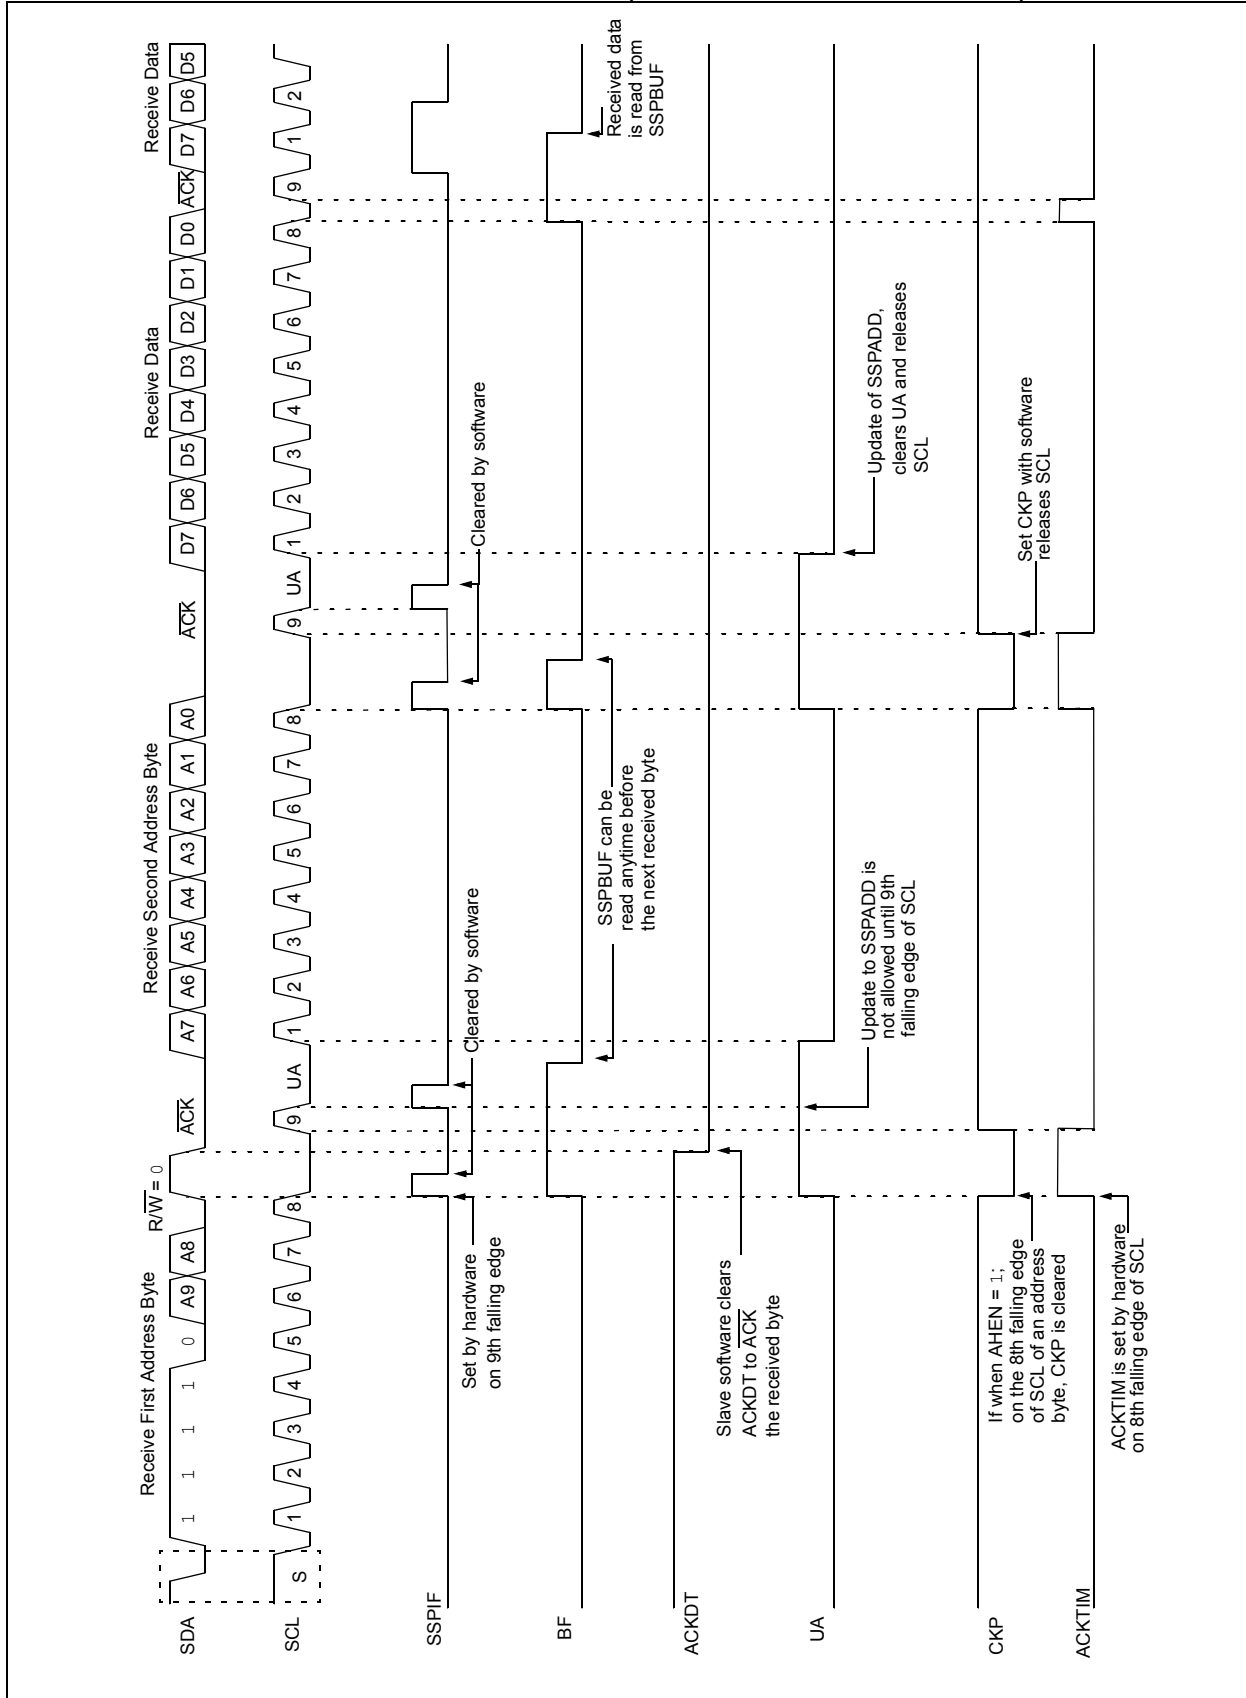 Receive First Address Byte
R/W = 0
ACK
Receive Second Address Byte
ACK
Receive Data
ACK
Receive Data
SDA
1 1 1 1 0 A9 A8
A7 A6 A5 A4 A3 A2 A1 A0
D7 D6 D5 D4 D3 D2 D1 D0
D7 D6 D5
SCL
S 1 2 3 4 5 6 7 8 9 UA 1 2 3 4 5 6 7 8 9 UA 1 2 3 4 5 6 7 8 9 1 2
SSPIF
Set by hardware
on 9th falling edge
Cleared by software
Cleared by software
BF
SSPBUF can be
read anytime before
the next received byte
Received data
is read from
SSPBUF
ACKDT
Slave software clears
ACKDT to ACK
the received byte
UA
Update to SSPADD is
not allowed until 9th
falling edge of SCL
Update of SSPADD,
clears UA and releases
SCL
CKP
If when AHEN = 1;
on the 8th falling edge
of SCL of an address
byte, CKP is cleared
Set CKP with software
releases SCL
ACKTIM
ACKTIM is set by hardware
on 8th falling edge of SCL